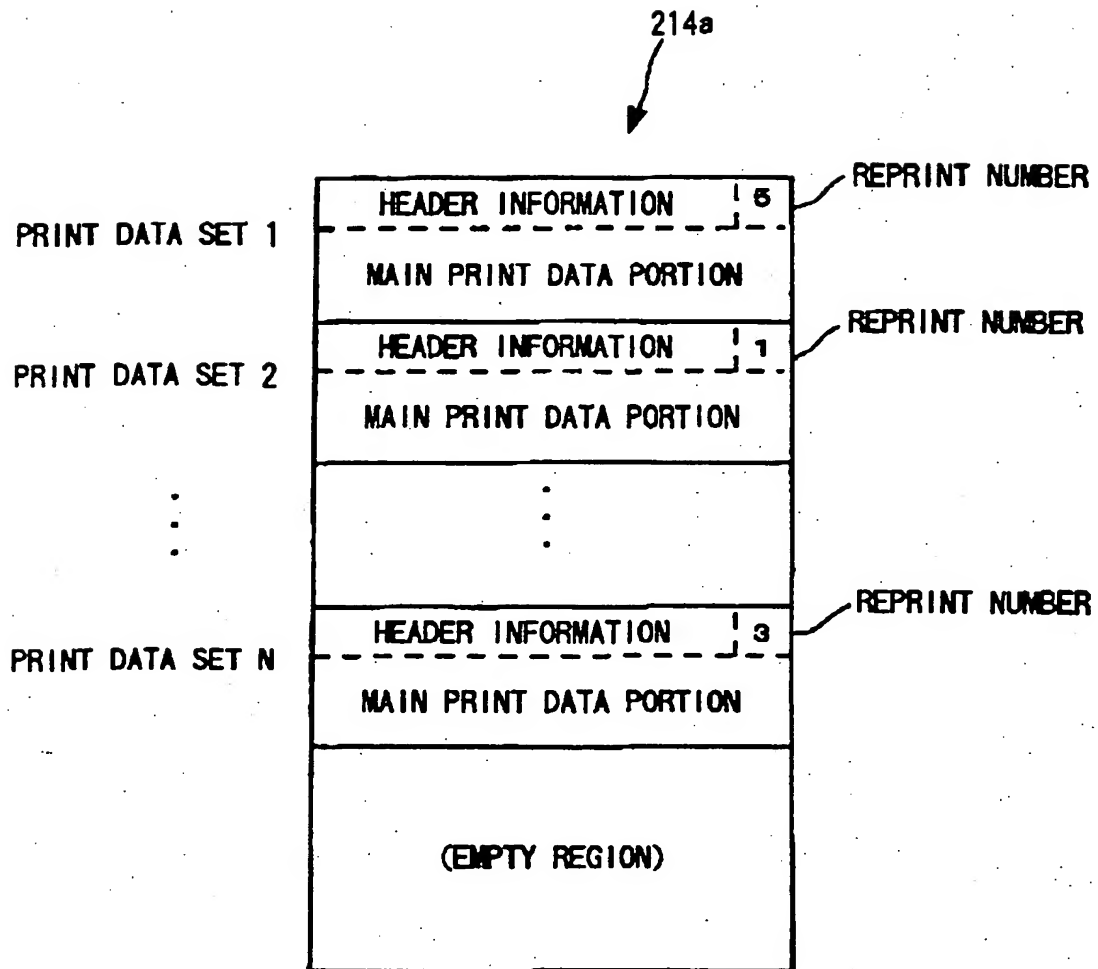 214a
HEADER INFORMATION 5
REPRINT NUMBER
PRINT DATA SET 1
MAIN PRINT DATA PORTION
HEADER INFORMATION 1
REPRINT NUMBER
PRINT DATA SET 2
MAIN PRINT DATA PORTION
HEADER INFORMATION 3
REPRINT NUMBER
PRINT DATA SET N
MAIN PRINT DATA PORTION
(EMPTY REGION)